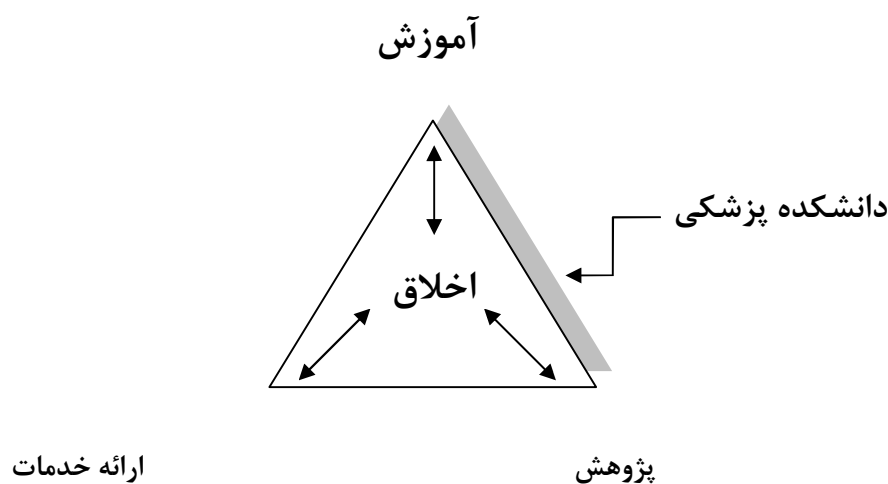 آموزش
دانشکده پزشکی
اخلاق
پژوهش
ارائه خدمات